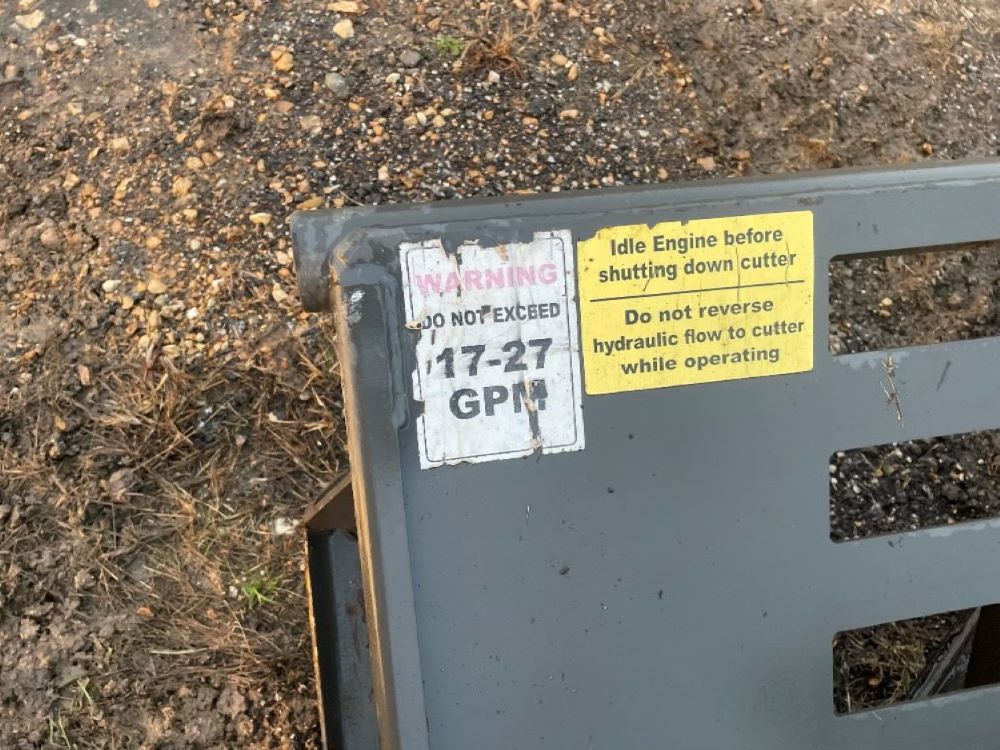 WARNING
DO NOT EXCEED
17-27
GPM
Idle Engine before
shutting down cutter
Do not reverse
hydraulic flow to cutter
while operating